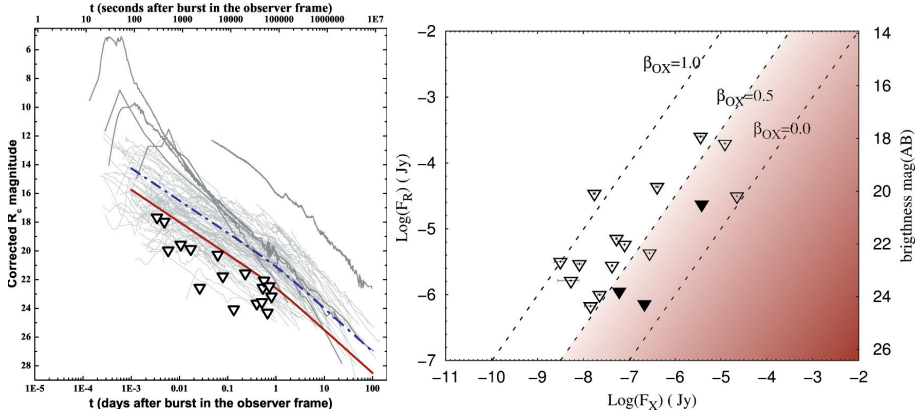 t (seconds after burst in the observer frame)
1 10 100 1000 10000 100000 1000000 1E7
6
8
10
12
14
16
18
20
22
24
26
28
Corrected R_c magnitude
1E-5 1E-4 1E-3 0.01 0.1 1 10 100
t (days after burst in the observer frame)
−2
−3
−4
−5
−6
−7
Log(F_R) ( Jy)
β_OX=1.0
β_OX=0.5
β_OX=0.0
14
16
18
20
22
24
26
brigthness mag(AB)
−11 −10 −9 −8 −7 −6 −5 −4 −3 −2
Log(F_X) ( Jy)